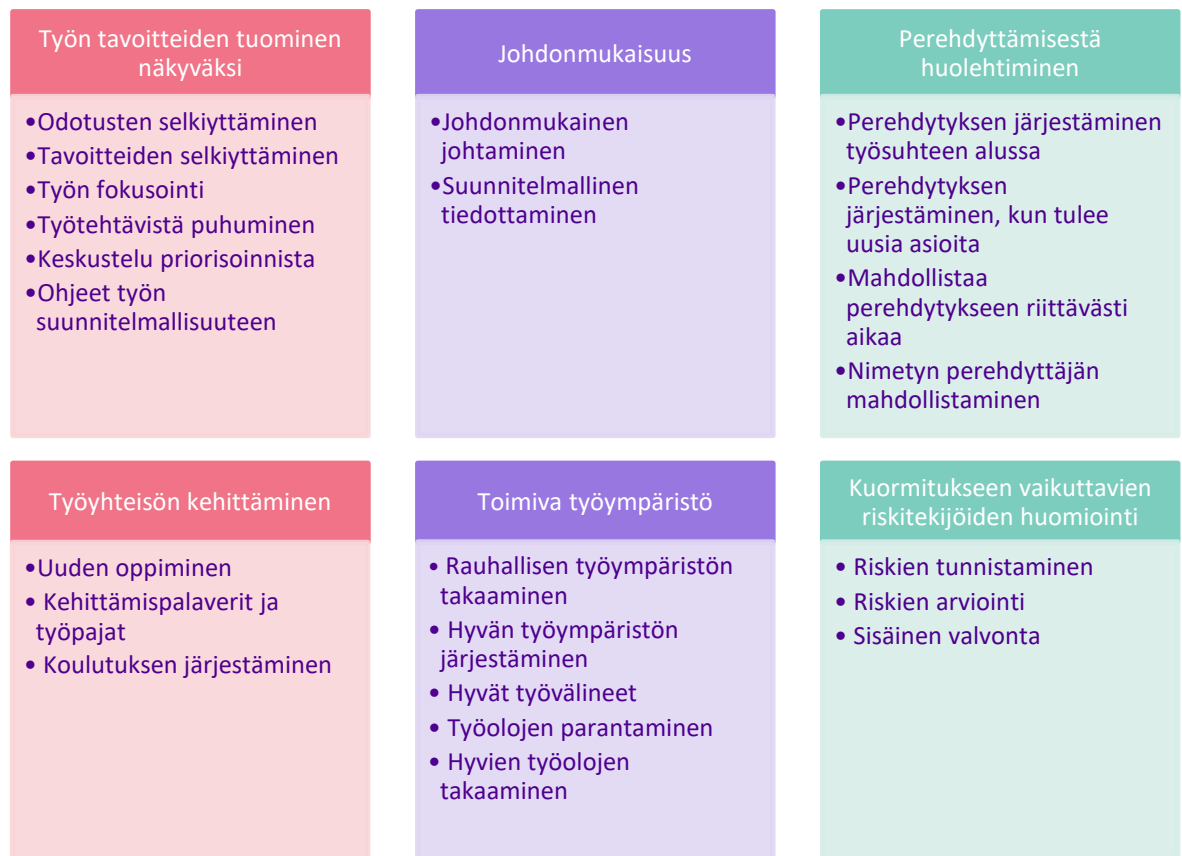 Työn tavoitteiden tuominen
näkyväksi
•Odotusten selkiyttäminen
•Tavoitteiden selkiyttäminen
•Työn fokusointi
•Työtehtävistä puhuminen
•Keskustelu priorisoinnista
•Ohjeet työn
suunnitelmallisuuteen
Johdonmukaisuus
•Johdonmukainen
johtaminen
•Suunnitelmallinen
tiedottaminen
Perehdyttämisestä
huolehtiminen
•Perehdytyksen järjestäminen
työsuhteen alussa
•Perehdytyksen
järjestäminen, kun tulee
uusia asioita
•Mahdollistaa
perehdytykseen riittävästi
aikaa
•Nimetyn perehdyttäjän
mahdollistaminen
Työyhteisön kehittäminen
•Uuden oppiminen
• Kehittämispalaverit ja
työpajat
• Koulutuksen järjestäminen
Toimiva työympäristö
• Rauhallisen työympäristön
takaaminen
• Hyvän työympäristön
järjestäminen
• Hyvät työvälineet
• Työolojen parantaminen
• Hyvien työolojen
takaaminen
Kuormitukseen vaikuttavien
riskitekijöiden huomiointi
• Riskien tunnistaminen
• Riskien arviointi
• Sisäinen valvonta